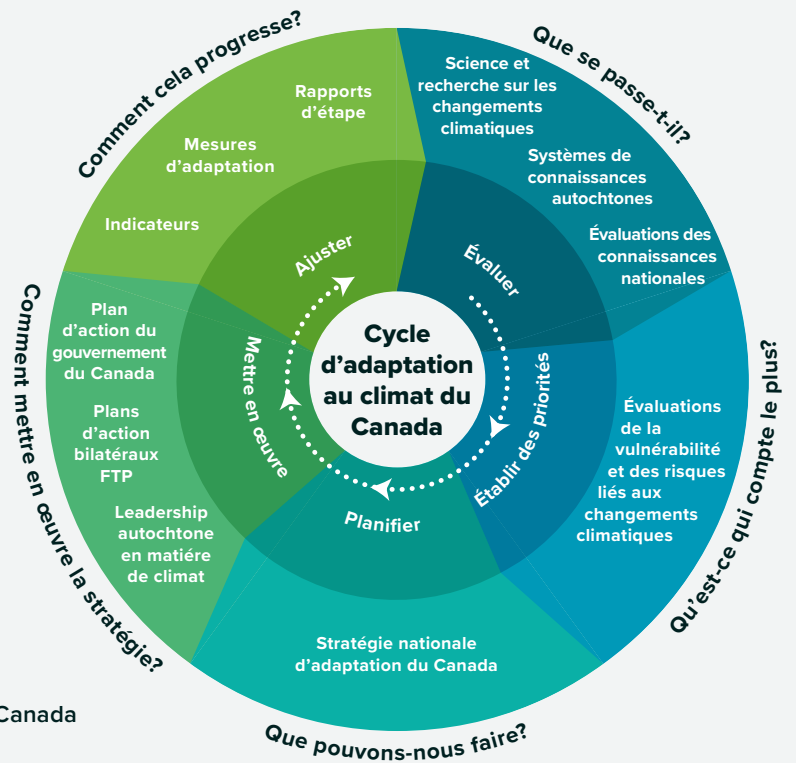 Cycle
d’adaptation
au climat du
Canada
Que se passe-t-il?
Évaluer
Science et
recherche sur les
changements
climatiques
Systèmes de
connaissances
autochtones
Évaluations des
connaissances
nationales
Qu’est-ce qui compte le plus?
Établir des priorités
Évaluations
de la
vulnérabilité
et des risques
liés aux
changements
climatiques
Que pouvons-nous faire?
Planifier
Stratégie nationale
d’adaptation du Canada
Comment mettre en œuvre la stratégie?
Mettre en œuvre
Plan
d’action du
gouvernement
du Canada
Plans
d’action
bilatéraux
FTP
Leadership
autochtone
en matiére
de climat
Comment cela progresse?
Ajuster
Rapports
d’étape
Mesures
d’adaptation
Indicateurs
Canada